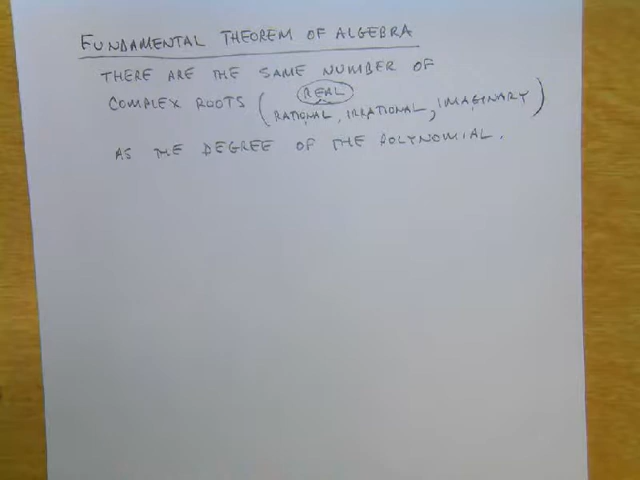 FUNDAMENTAL THEOREM OF ALGEBRA
THERE ARE THE SAME NUMBER OF
REAL
COMPLEX ROOTS (RATIONAL, IRRATIONAL, IMAGINARY)
AS THE DEGREE OF THE POLYNOMIAL.